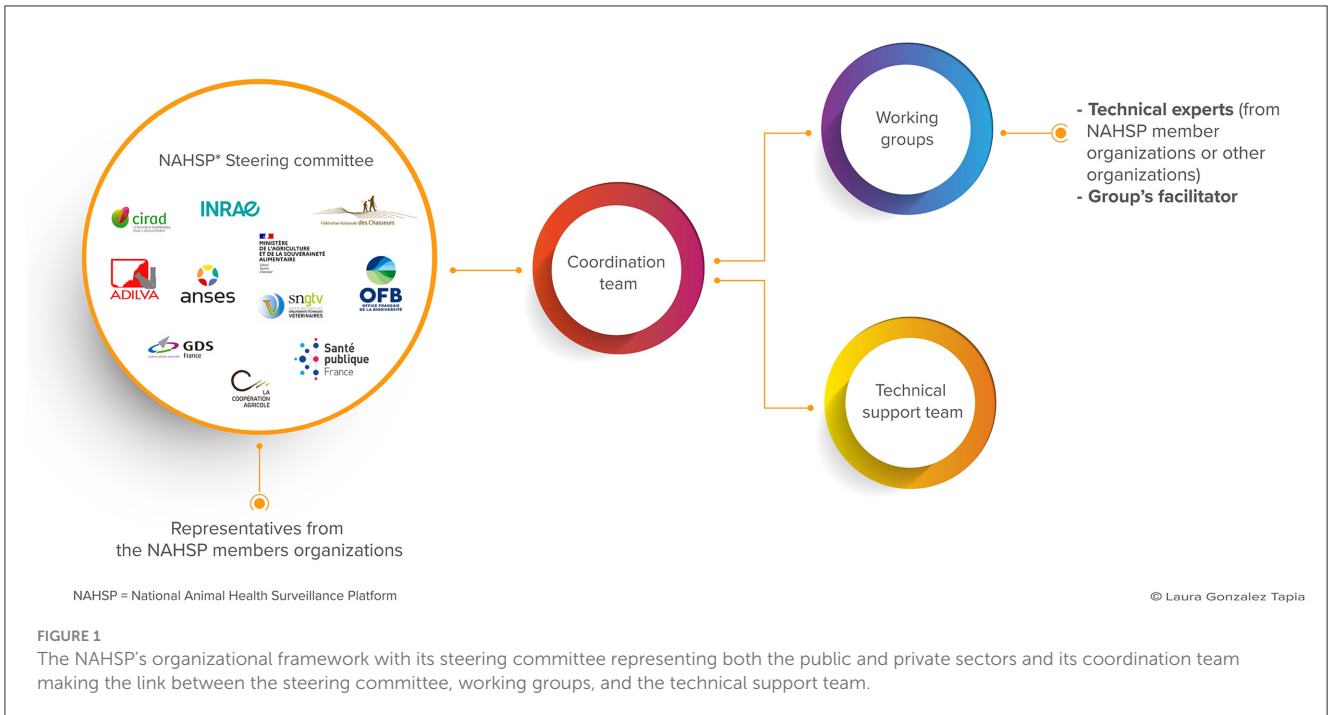 NAHSP* Steering committee
cirad
INRAE
Fédération Nationale des Chasseurs
MINISTÈRE
DE L'AGRICULTURE
ET DE LA SOUVERAINETÉ
ALIMENTAIRE
Liberté
Égalité
Fraternité
ADILVA
anses
sngtv
VÉTÉRINAIRES
OFB
OFFICE FRANÇAIS
DE LA BIODIVERSITÉ
GDS
France
Santé
publique
France
LA
COOPÉRATION
AGRICOLE
Representatives from
the NAHSP members organizations
Coordination
team
Working
groups
- Technical experts (from
NAHSP member
organizations or other
organizations)
- Group's facilitator
Technical
support team
NAHSP = National Animal Health Surveillance Platform
© Laura Gonzalez Tapia
FIGURE 1
The NAHSP's organizational framework with its steering committee representing both the public and private sectors and its coordination team
making the link between the steering committee, working groups, and the technical support team.